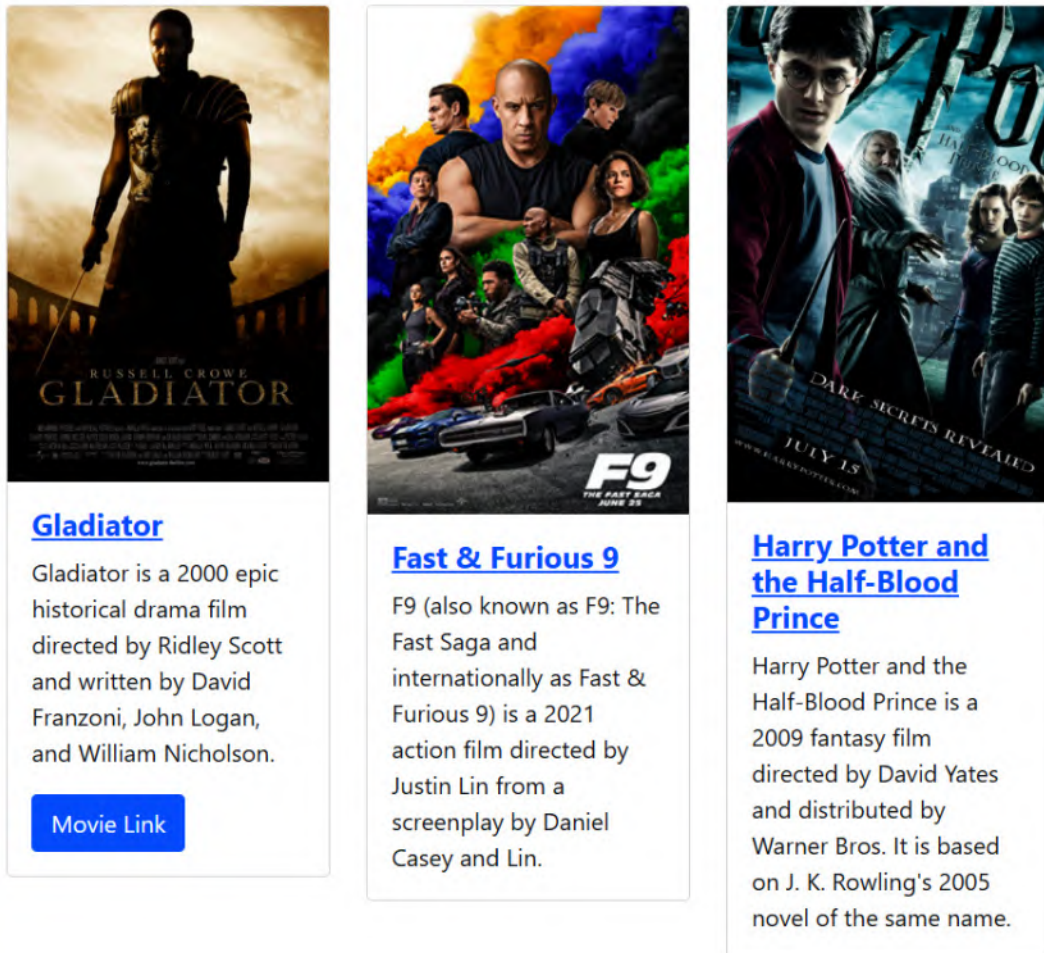 RUSSELL CROWE
GLADIATOR
Gladiator
Gladiator is a 2000 epic
historical drama film
directed by Ridley Scott
and written by David
Franzoni, John Logan,
and William Nicholson.
Movie Link
F9
THE FAST SAGA
JUNE 25
Fast & Furious 9
F9 (also known as F9: The
Fast Saga and
internationally as Fast &
Furious 9) is a 2021
action film directed by
Justin Lin from a
screenplay by Daniel
Casey and Lin.
HALF-BLOOD
DARK SECRETS REVEALED
JULY 15
WWW.HARRYPOTTER.COM
Harry Potter and
the Half-Blood
Prince
Harry Potter and the
Half-Blood Prince is a
2009 fantasy film
directed by David Yates
and distributed by
Warner Bros. It is based
on J. K. Rowling's 2005
novel of the same name.